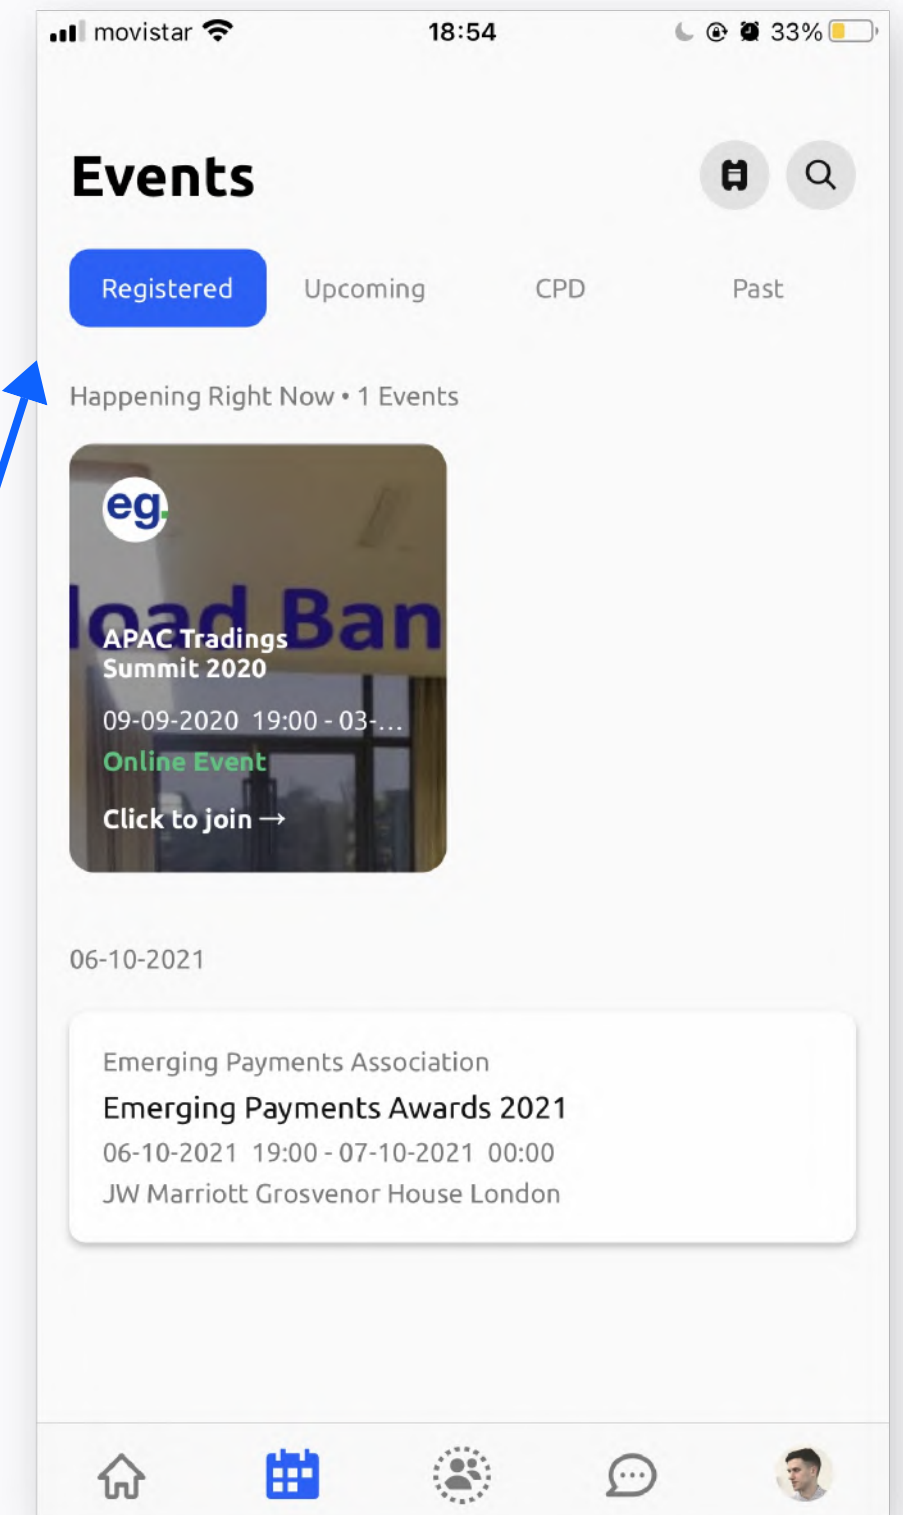 movistar 18:54 33%
Events
Registered Upcoming CPD Past
Happening Right Now • 1 Events
eg.
load Ban
APAC Tradings
Summit 2020
09-09-2020 19:00 - 03-...
Online Event
Click to join →
06-10-2021
Emerging Payments Association
Emerging Payments Awards 2021
06-10-2021 19:00 - 07-10-2021 00:00
JW Marriott Grosvenor House London